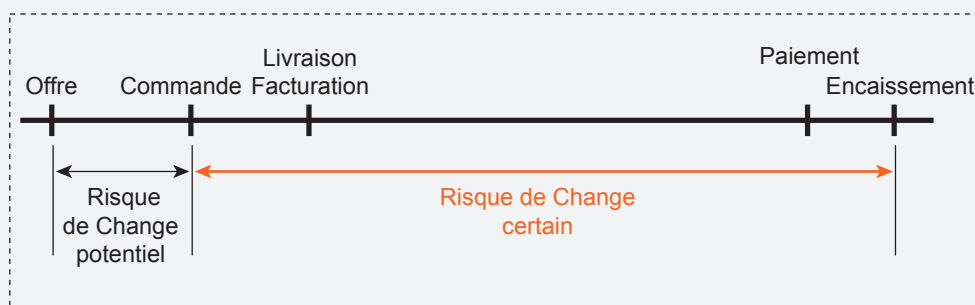 Offre
Commande
Livraison
Facturation
Paiement
Encaissement
Risque
de Change
potentiel
Risque de Change
certain